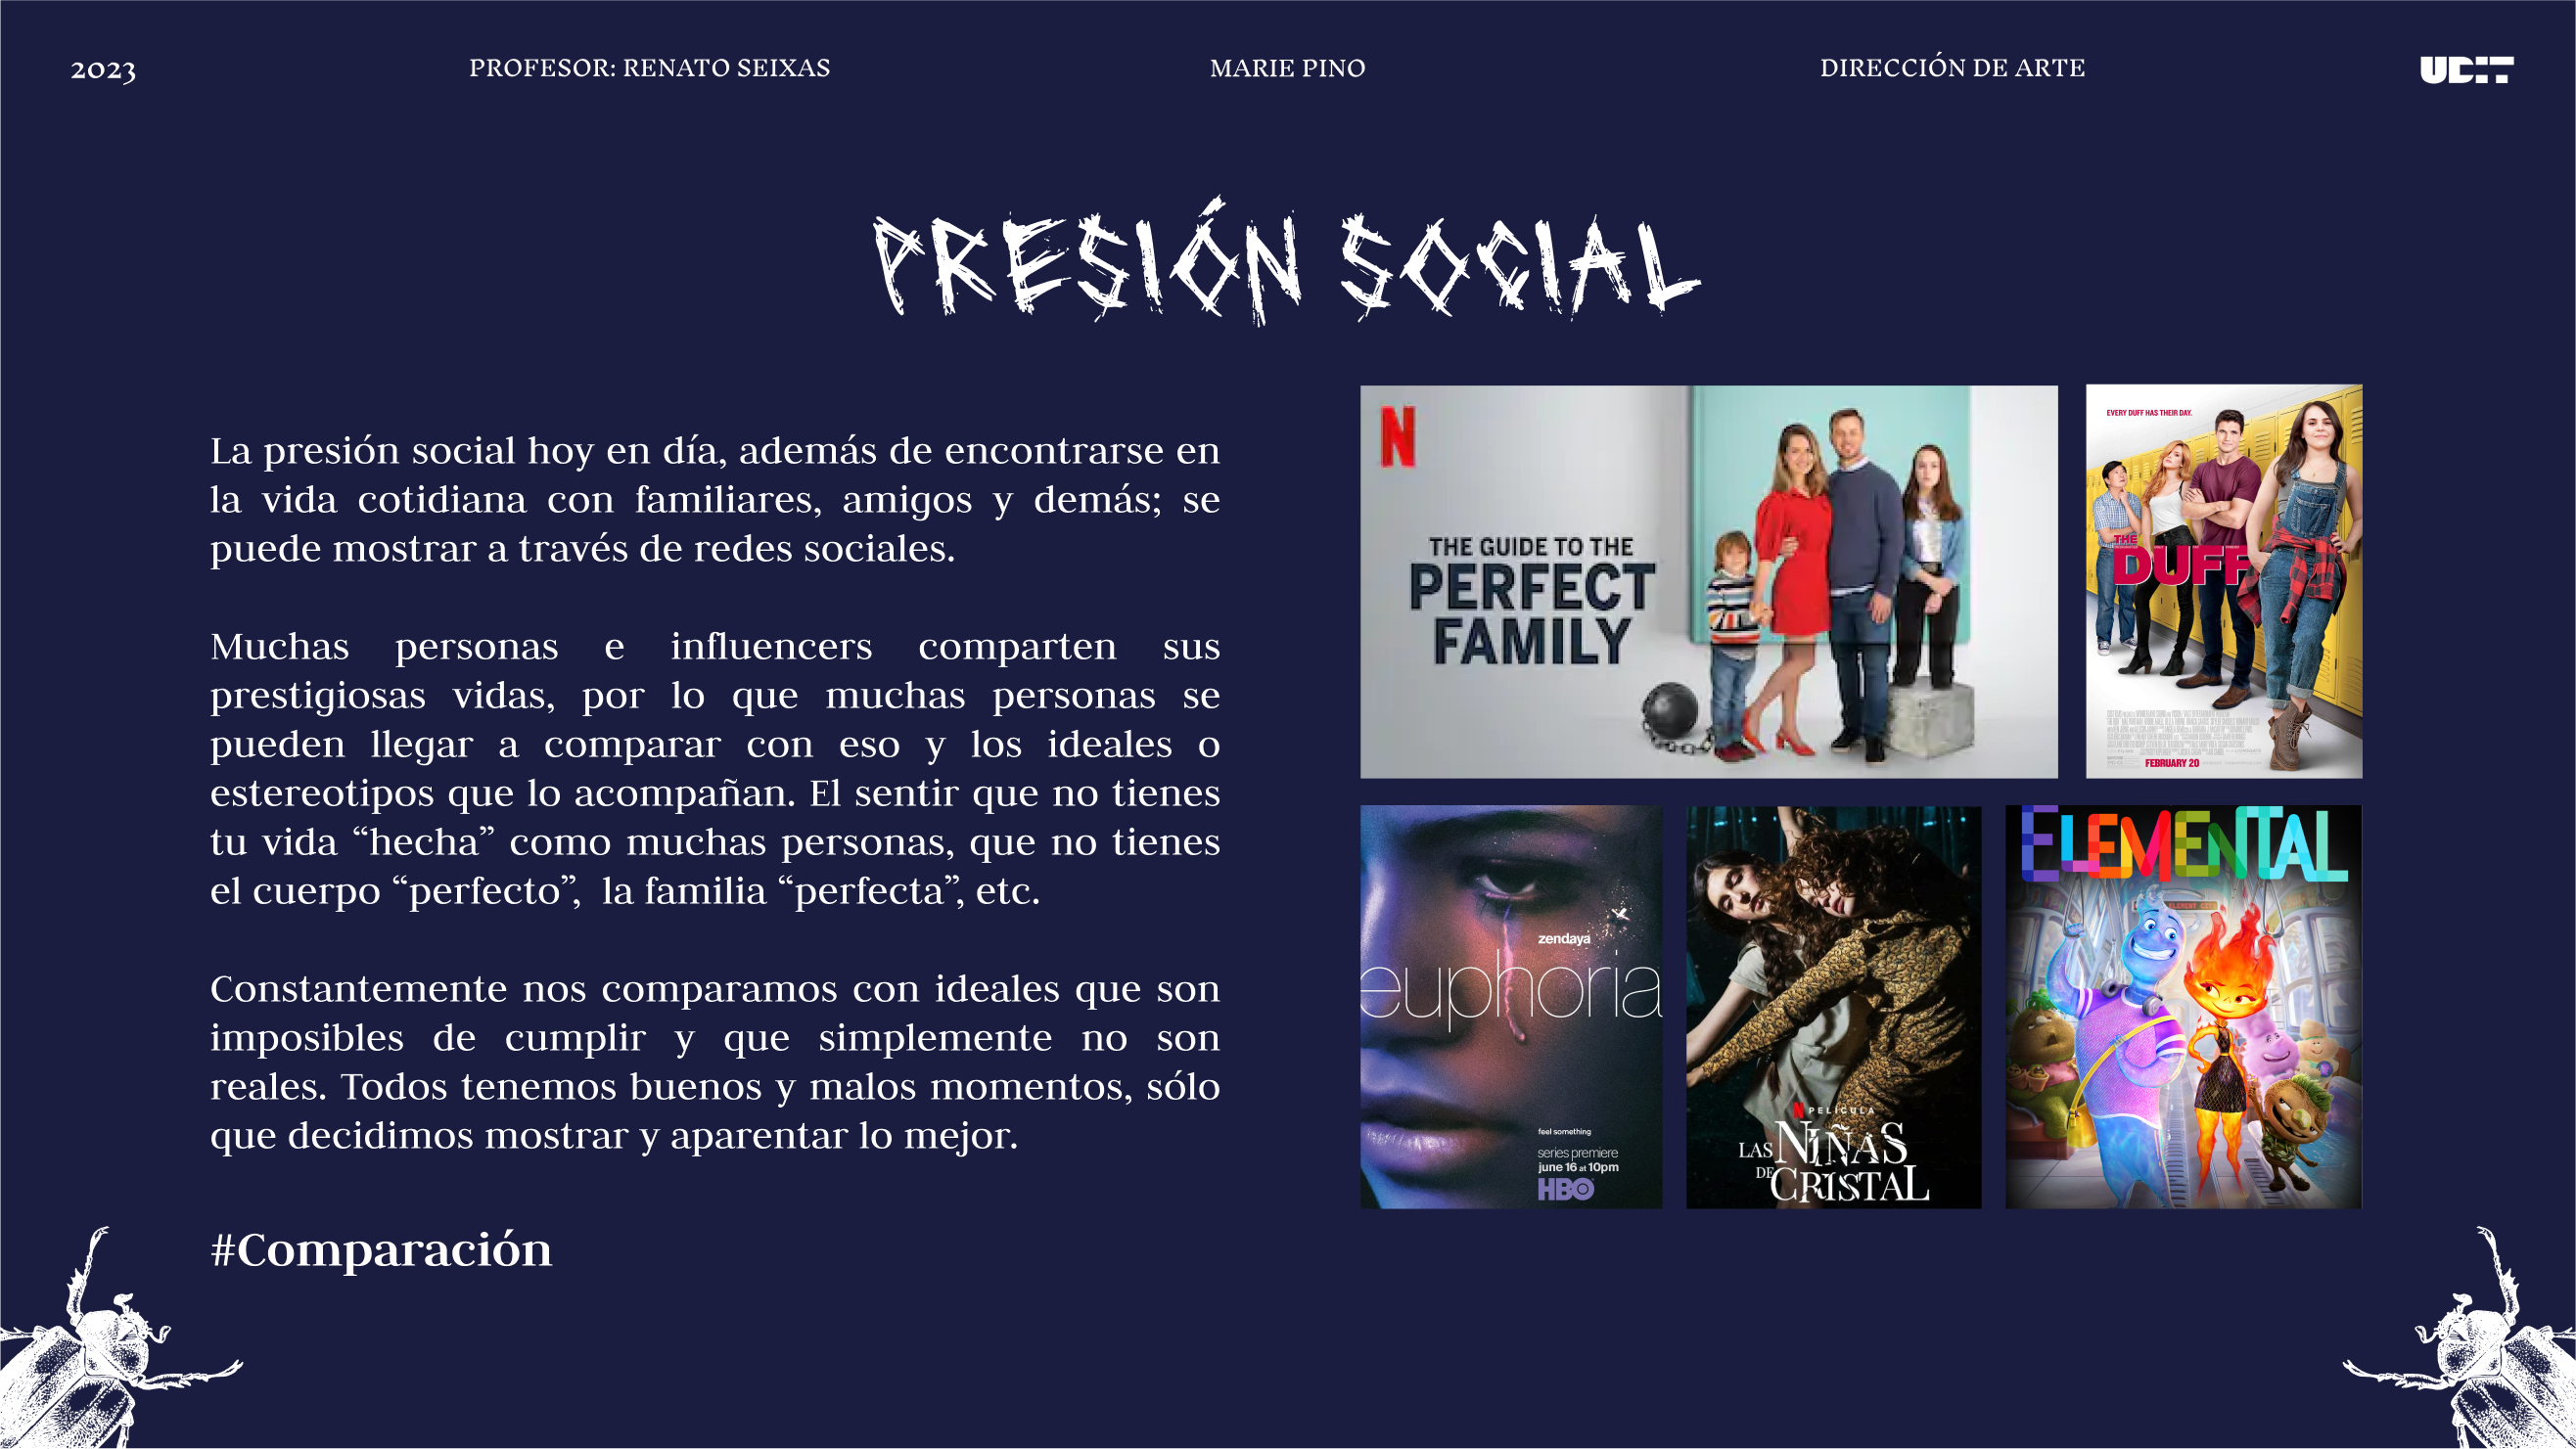 2023
PROFESOR: RENATO SEIXAS
MARIE PINO
DIRECCIÓN DE ARTE
UDIT
PRESIÓN SOCIAL
La presión social hoy en día, además de encontrarse en
la vida cotidiana con familiares, amigos y demás; se
puede mostrar a través de redes sociales.
Muchas personas e influencers comparten sus
prestigiosas vidas, por lo que muchas personas se
pueden llegar a comparar con eso y los ideales o
estereotipos que lo acompañan. El sentir que no tienes
tu vida “hecha” como muchas personas, que no tienes
el cuerpo “perfecto”,  la familia “perfecta”, etc.
Constantemente nos comparamos con ideales que son
imposibles de cumplir y que simplemente no son
reales. Todos tenemos buenos y malos momentos, sólo
que decidimos mostrar y aparentar lo mejor.
#Comparación
N
THE GUIDE TO THE
PERFECT
FAMILY
EVERY DUFF HAS THEIR DAY.
THE
DUFF
FEBRUARY 20
zendaya
euphoria
feel something
series premiere
june 16 at 10pm
HBO
N PELÍCULA
LAS NIÑAS
DE CRISTAL
ELEMENTAL
ELEMENT CITY